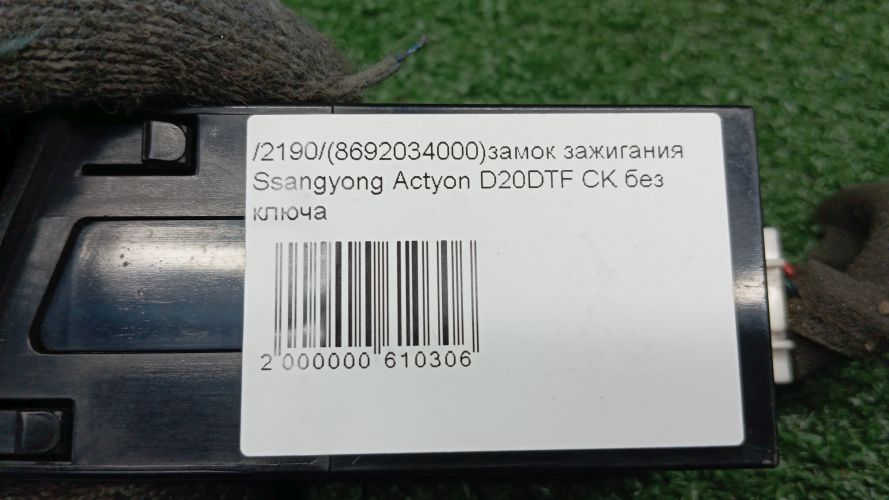 /2190/(8692034000)замок зажигания
Ssangyong Actyon D20DTF CK без
ключа
2 000000 610306